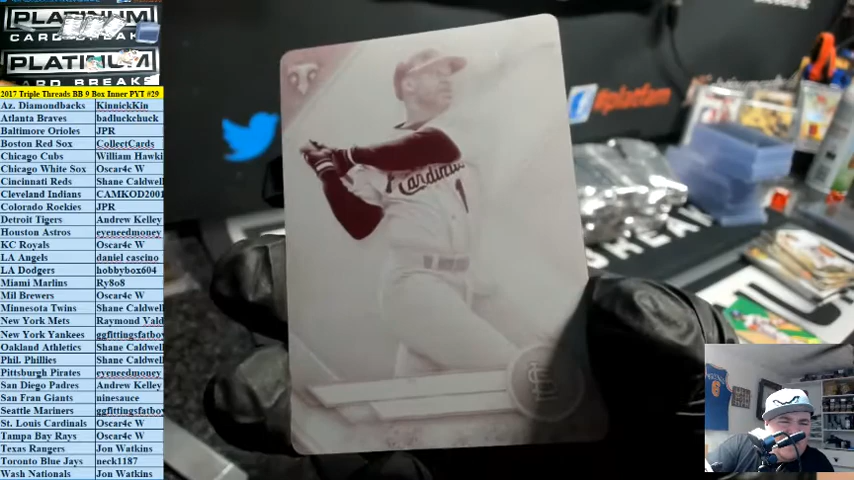 PLATINUM
CARD BREAKS
PLATINUM
CARD BREAKS
2017 Triple Threads BB 9 Box Inner PYT #29
Az. Diamondbacks KinnickKin
Atlanta Braves badluckchuck
Baltimore Orioles JPR
Boston Red Sox CollectCards
Chicago Cubs William Hawki
Chicago White Sox Oscar4c W
Cincinnati Reds Shane Caldwel
Cleveland Indians CAMKOD2001
Colorado Rockies JPR
Detroit Tigers Andrew Kelley
Houston Astros eyeneedmoney
KC Royals Oscar4c W
LA Angels daniel cascino
LA Dodgers hobbybox604
Miami Marlins Ry8o8
Mil Brewers Oscar4c W
Minnesota Twins Shane Caldwell
New York Mets Raymond Vald
New York Yankees ggfittingsfatboy
Oakland Athletics Shane Caldwell
Phil. Phillies Shane Caldwell
Pittsburgh Pirates eyeneedmoney
San Diego Padres Andrew Kelley
San Fran Giants ninesauce
Seattle Mariners ggfittingsfatboy
St. Louis Cardinals Oscar4c W
Tampa Bay Rays Oscar4c W
Texas Rangers Jon Watkins
Toronto Blue Jays neck1187
Wash Nationals Jon Watkins
#platfam
Cardinals